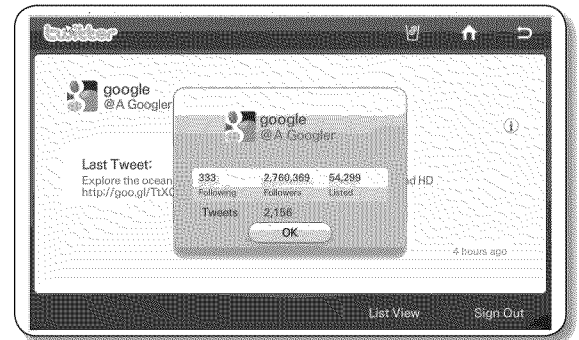 twitter
google
@A Googler
google
@A Googler
333 2,760,369 54,299
Following Followers Listed
Tweets 2,156
OK
Last Tweet:
Explore the ocean
ad HD
http://goo.gl/TtXC
4 hours ago
List View Sign Out